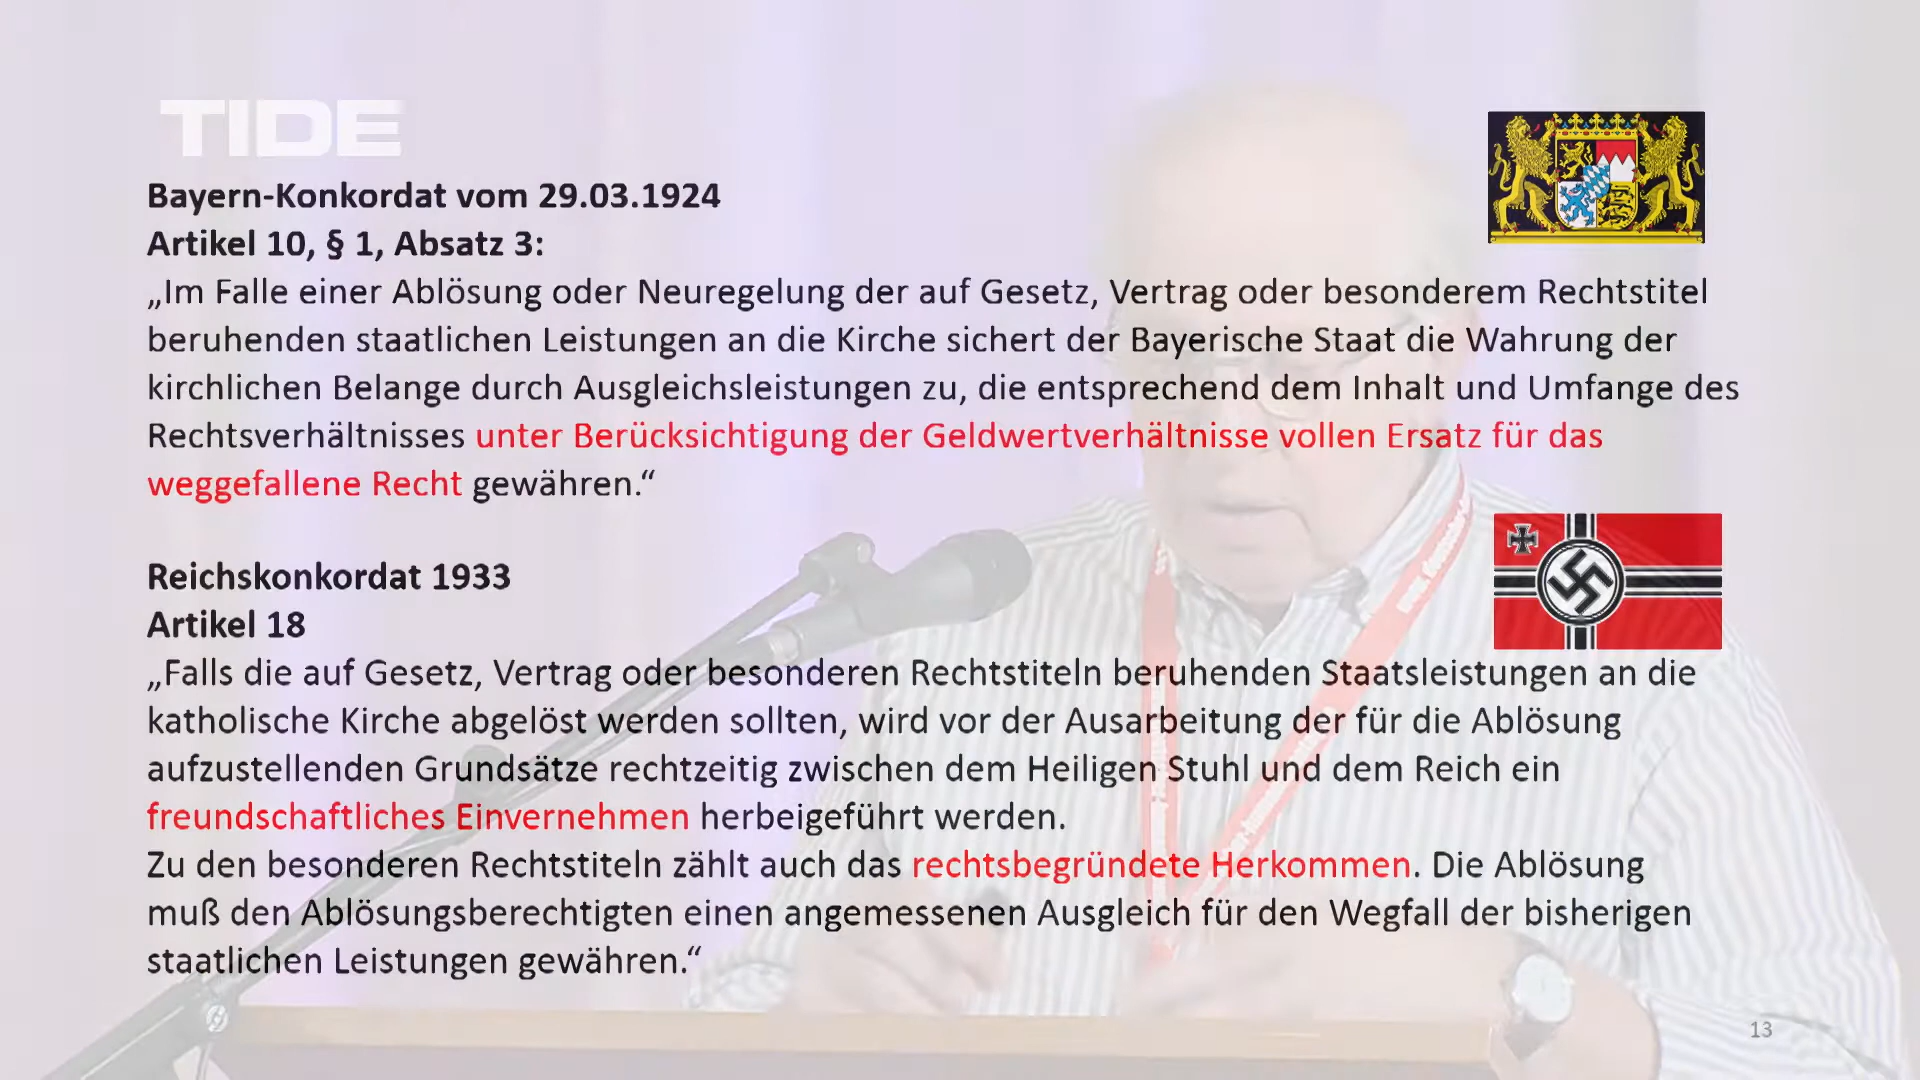 TIDE
Bayern-Konkordat vom 29.03.1924
Artikel 10, § 1, Absatz 3:
„Im Falle einer Ablösung oder Neuregelung der auf Gesetz, Vertrag oder besonderem Rechtstitel
beruhenden staatlichen Leistungen an die Kirche sichert der Bayerische Staat die Wahrung der
kirchlichen Belange durch Ausgleichsleistungen zu, die entsprechend dem Inhalt und Umfange des
Rechtsverhältnisses unter Berücksichtigung der Geldwertverhältnisse vollen Ersatz für das
weggefallene Recht gewähren.“
Reichskonkordat 1933
Artikel 18
„Falls die auf Gesetz, Vertrag oder besonderen Rechtstiteln beruhenden Staatsleistungen an die
katholische Kirche abgelöst werden sollten, wird vor der Ausarbeitung der für die Ablösung
aufzustellenden Grundsätze rechtzeitig zwischen dem Heiligen Stuhl und dem Reich ein
freundschaftliches Einvernehmen herbeigeführt werden.
Zu den besonderen Rechtstiteln zählt auch das rechtsbegründete Herkommen. Die Ablösung
muß den Ablösungsberechtigten einen angemessenen Ausgleich für den Wegfall der bisherigen
staatlichen Leistungen gewähren.“
13